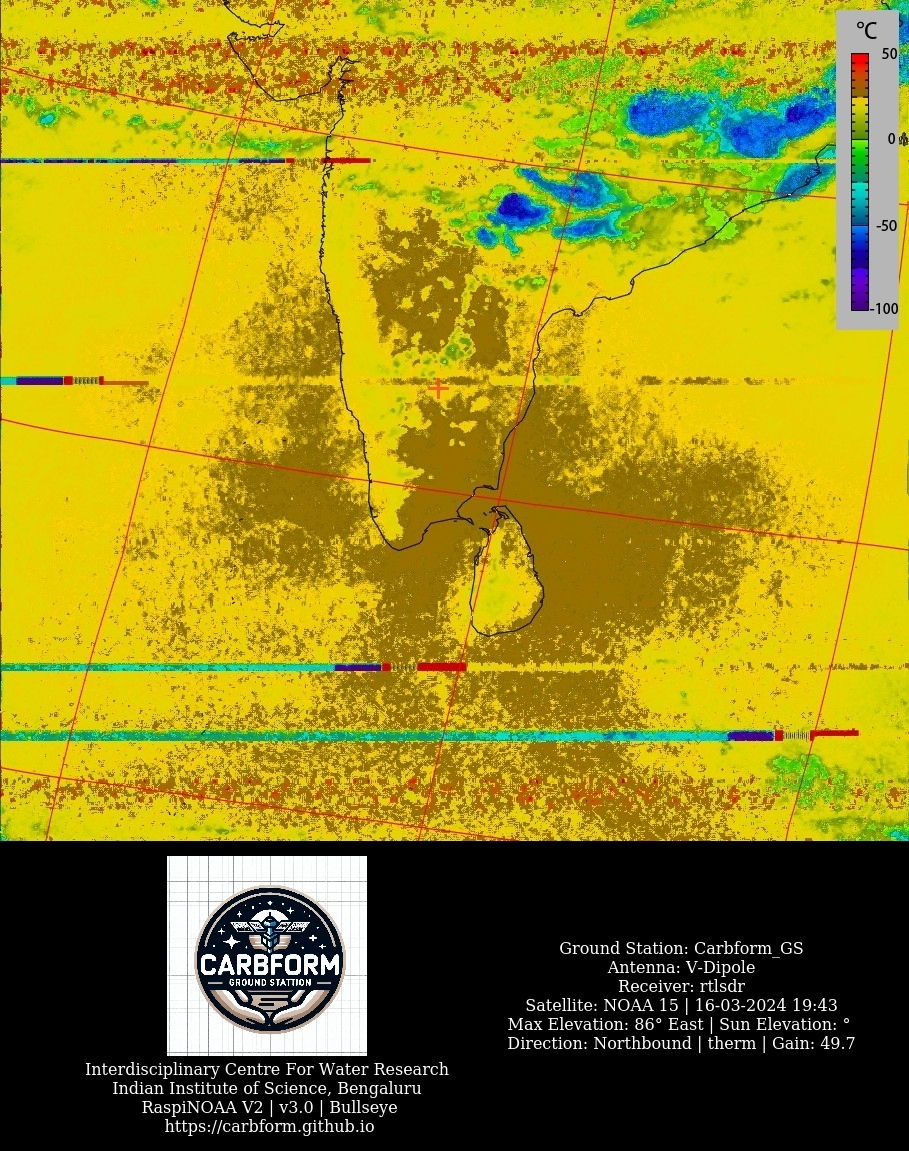 °C
50
0
-50
-100
CARBFORM
GROUND STATTION
Interdisciplinary Centre For Water Research
Indian Institute of Science, Bengaluru
RaspiNOAA V2 | v3.0 | Bullseye
https://carbform.github.io
Ground Station: Carbform_GS
Antenna: V-Dipole
Receiver: rtlsdr
Satellite: NOAA 15 | 16-03-2024 19:43
Max Elevation: 86° East | Sun Elevation: °
Direction: Northbound | therm | Gain: 49.7